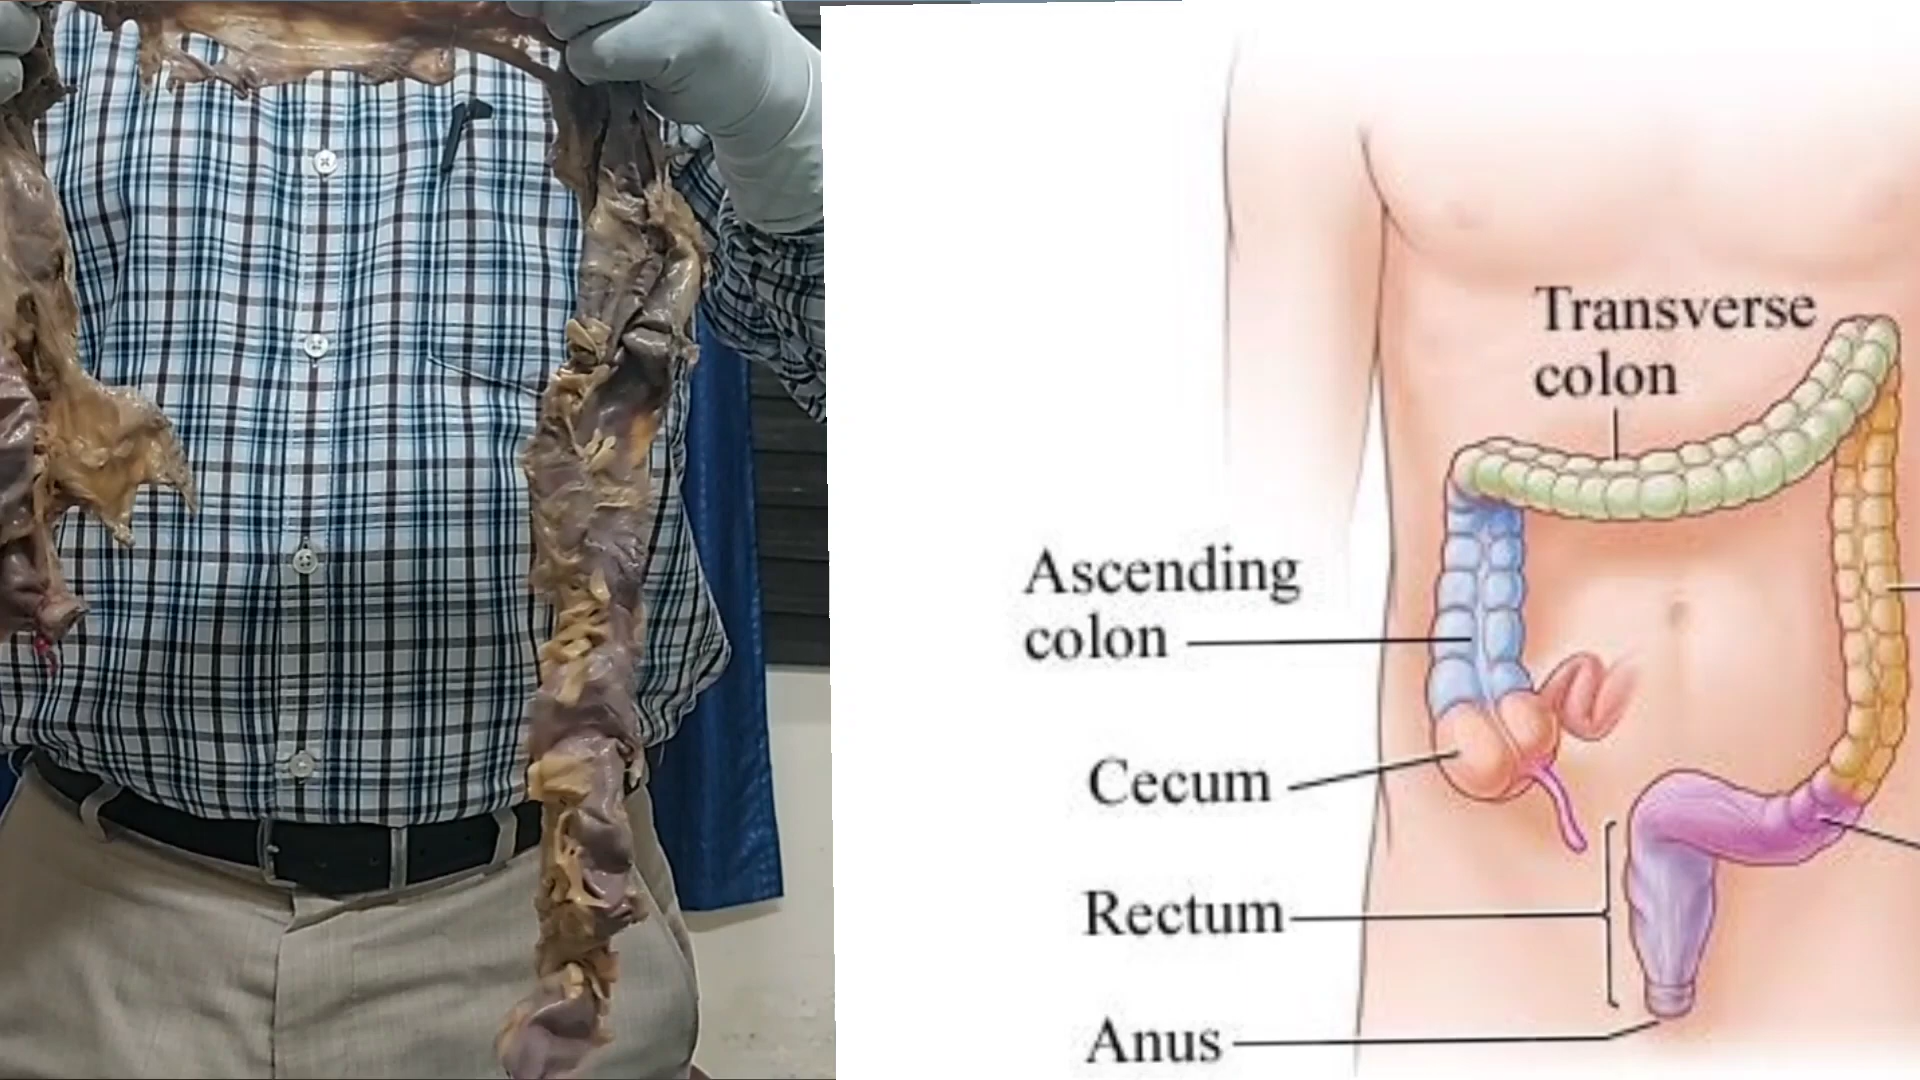 Transverse
colon
Ascending
colon
Cecum
Rectum
Anus